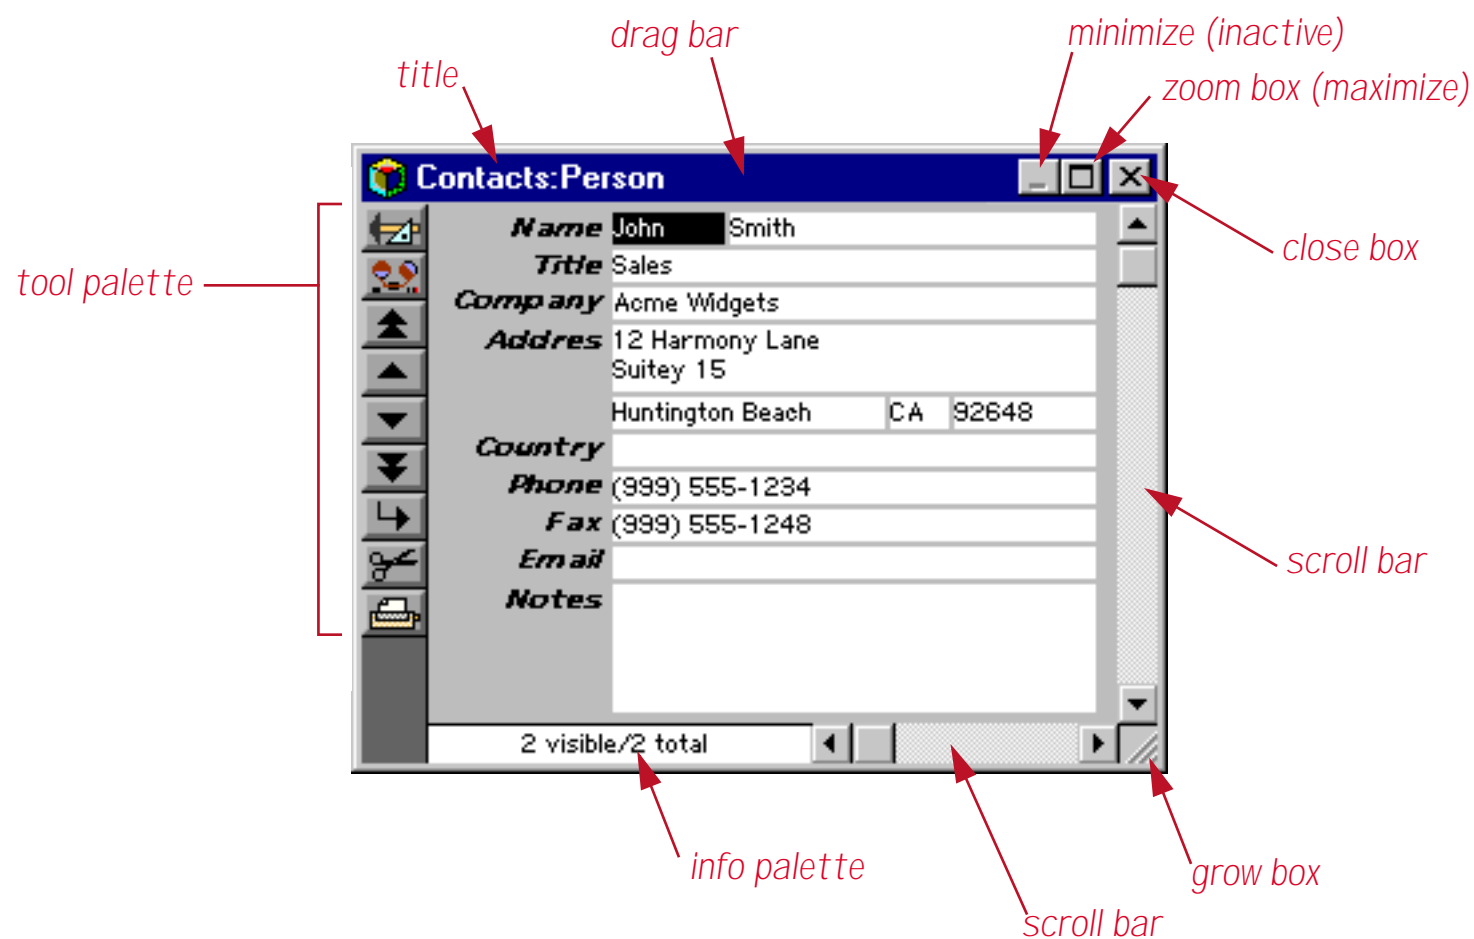 minimize (inactive)
drag bar
title
zoom box (maximize)
Contacts:Person
Name John Smith
close box
Title Sales
tool palette
Company Acme Widgets
Addres 12 Harmony Lane
Suitey 15
Huntington Beach CA 92648
Country
Phone (999) 555-1234
Fax (999) 555-1248
Email
scroll bar
Notes
2 visible/2 total
info palette
grow box
scroll bar